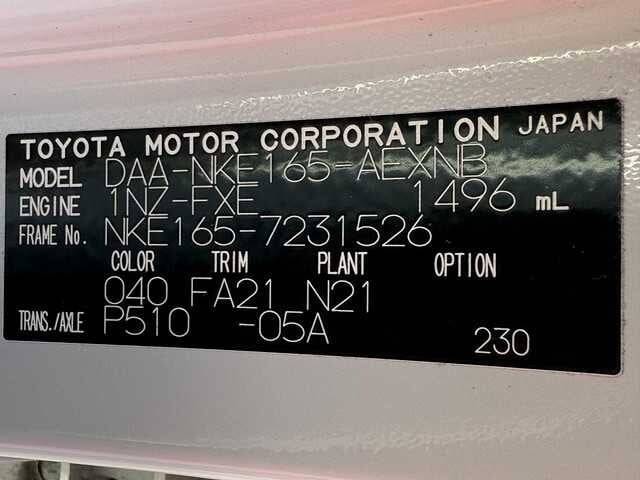 TOYOTA MOTOR CORPORATION JAPAN
MODEL DAA-NKE165-AEXNB
ENGINE 1NZ-FXE 1496 mL
FRAME No. NKE165-7231526
COLOR TRIM PLANT OPTION
040 FA21 N21
TRANS./AXLE P510 -05A
230